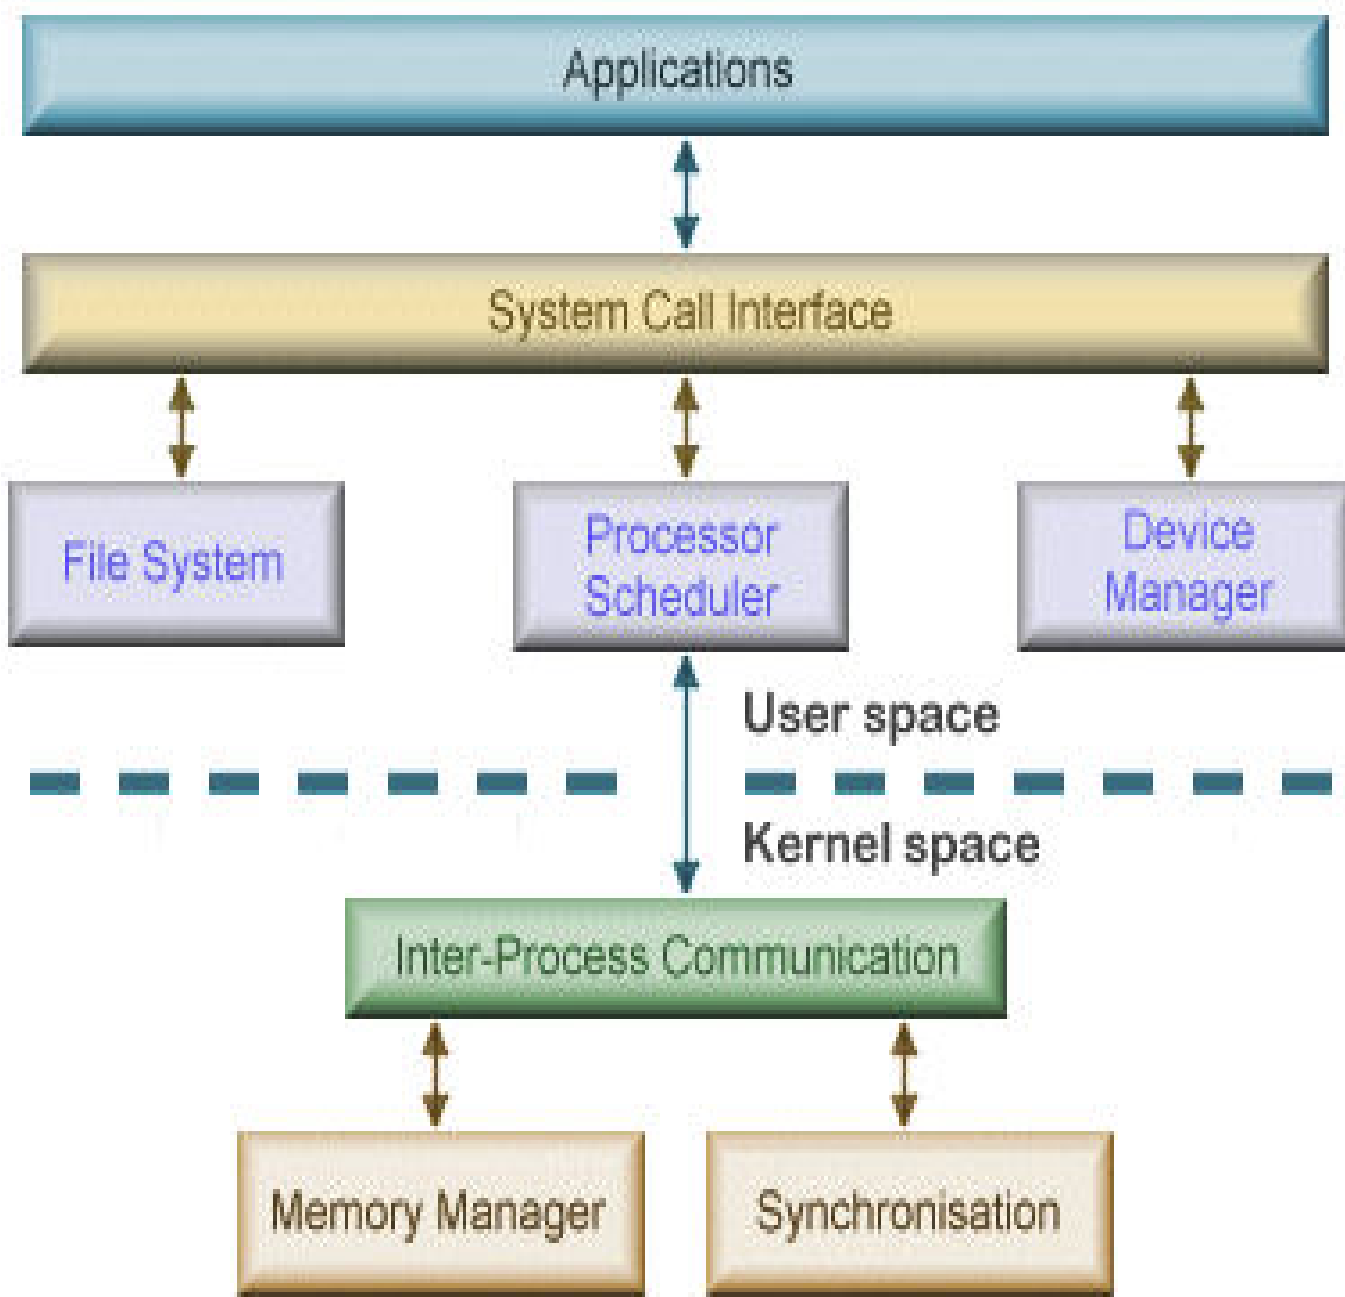 Applications
System Call Interface
File System
Processor
Scheduler
Device
Manager
User space
Kernel space
Inter-Process Communication
Memory Manager
Synchronisation